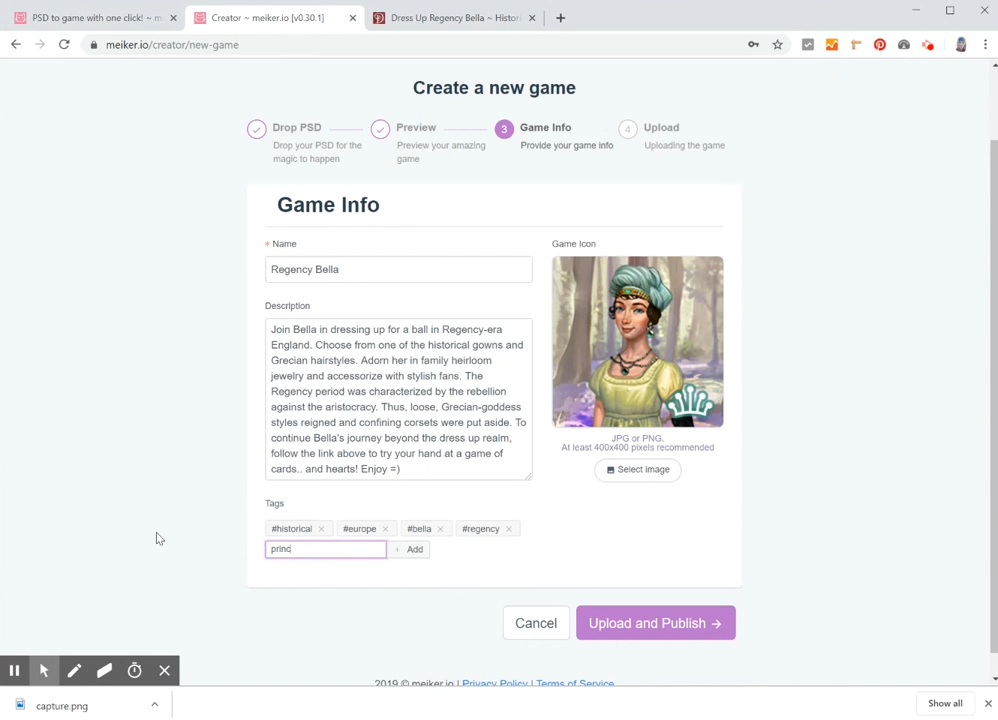 PSD to game with one click! ~ me
Creator ~ meiker.io [v0.30.1]
Dress Up Regency Bella ~ Histori
meiker.io/creator/new-game
Create a new game
Drop PSD
Drop your PSD for the
magic to happen
Preview
Preview your amazing
game
3
Game Info
Provide your game info
4
Upload
Uploading the game
Game Info
* Name
Regency Bella
Description
Join Bella in dressing up for a ball in Regency-era
England. Choose from one of the historical gowns and
Grecian hairstyles. Adorn her in family heirloom
jewelry and accessorize with stylish fans. The
Regency period was characterized by the rebellion
against the aristocracy. Thus, loose, Grecian-goddess
styles reigned and confining corsets were put aside. To
continue Bella's journey beyond the dress up realm,
follow the link above to try your hand at a game of
cards.. and hearts! Enjoy =)
Game Icon
JPG or PNG.
At least 400x400 pixels recommended
Select image
Tags
#historical
#europe
#bella
#regency
princ
+ Add
Cancel
Upload and Publish →
2019 © meiker.io | Privacy Policy | Terms of Service
capture.png
Show all